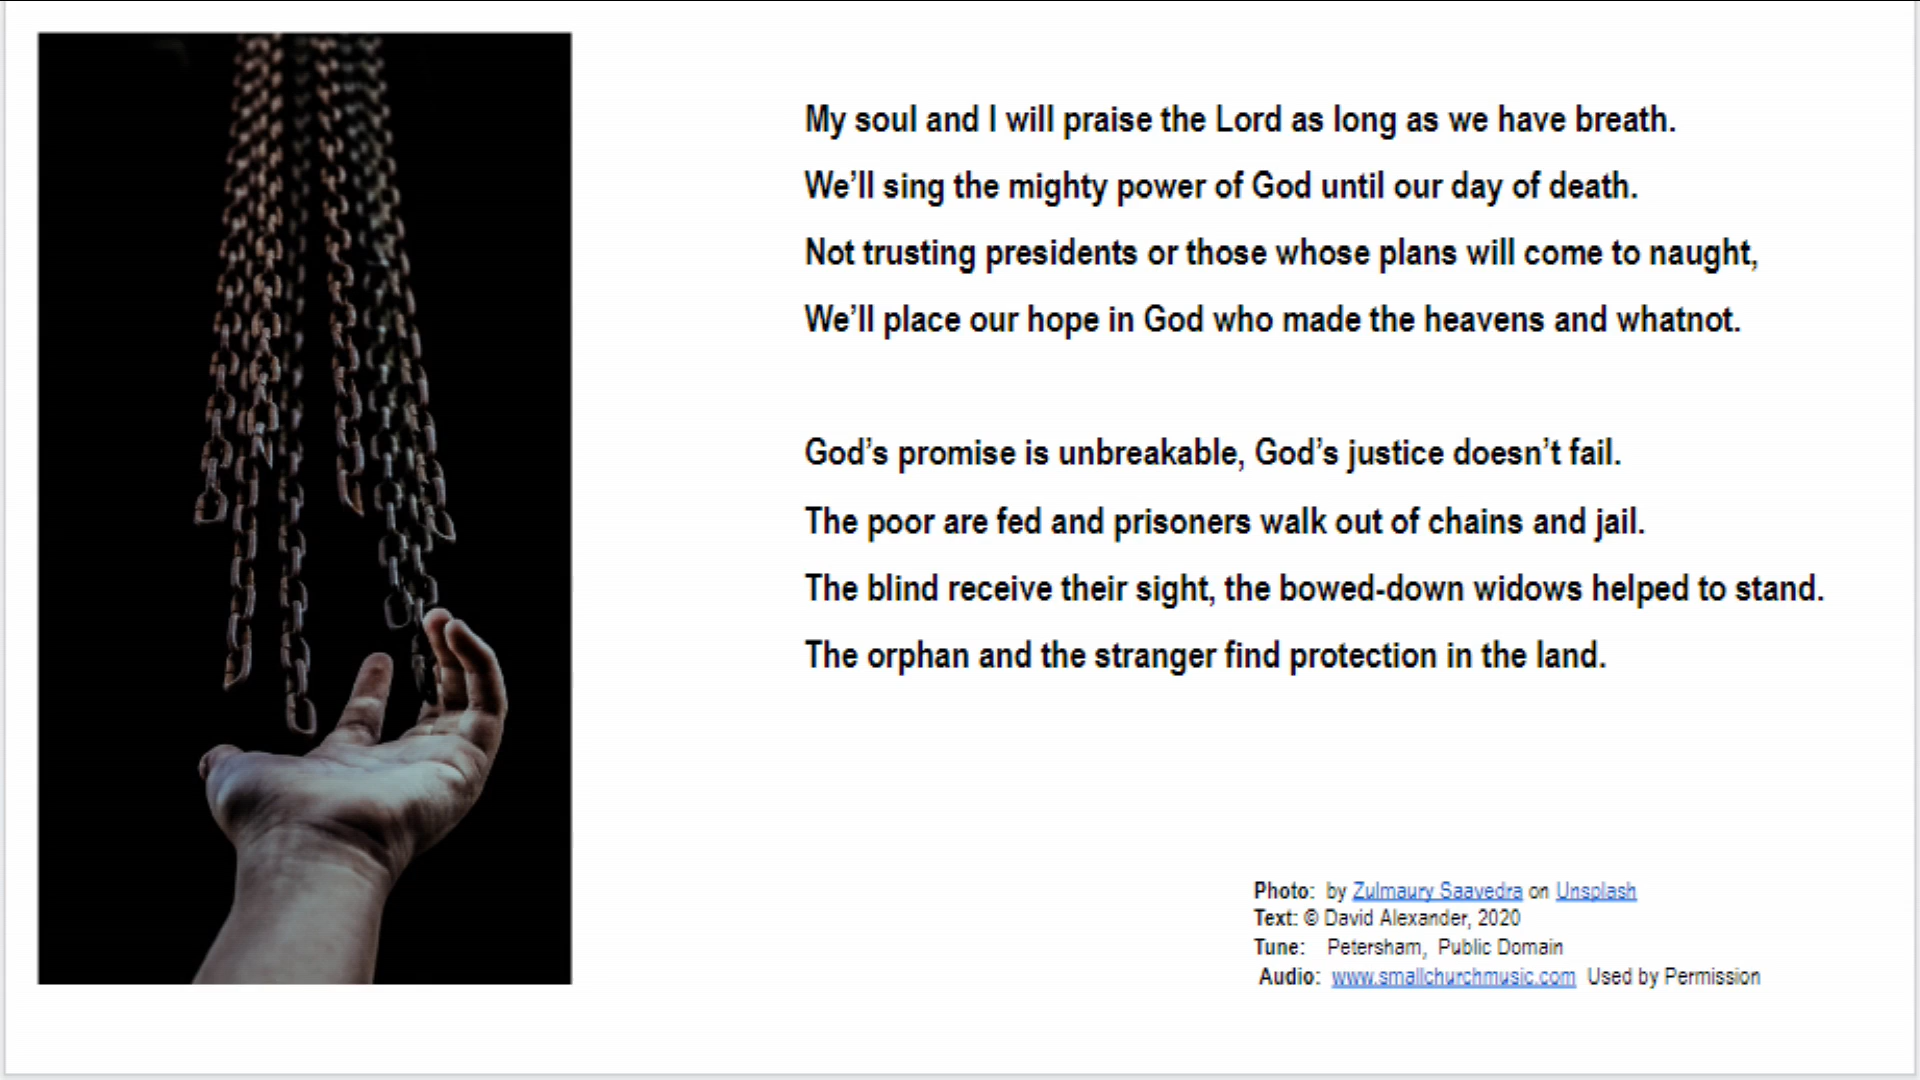 My soul and I will praise the Lord as long as we have breath.
We’ll sing the mighty power of God until our day of death.
Not trusting presidents or those whose plans will come to naught,
We’ll place our hope in God who made the heavens and whatnot.
God’s promise is unbreakable, God’s justice doesn’t fail.
The poor are fed and prisoners walk out of chains and jail.
The blind receive their sight, the bowed-down widows helped to stand.
The orphan and the stranger find protection in the land.
Photo: by Zulmaury Saavedra on Unsplash
Text: © David Alexander, 2020
Tune: Petersham, Public Domain
Audio: www.smallchurchmusic.com Used by Permission